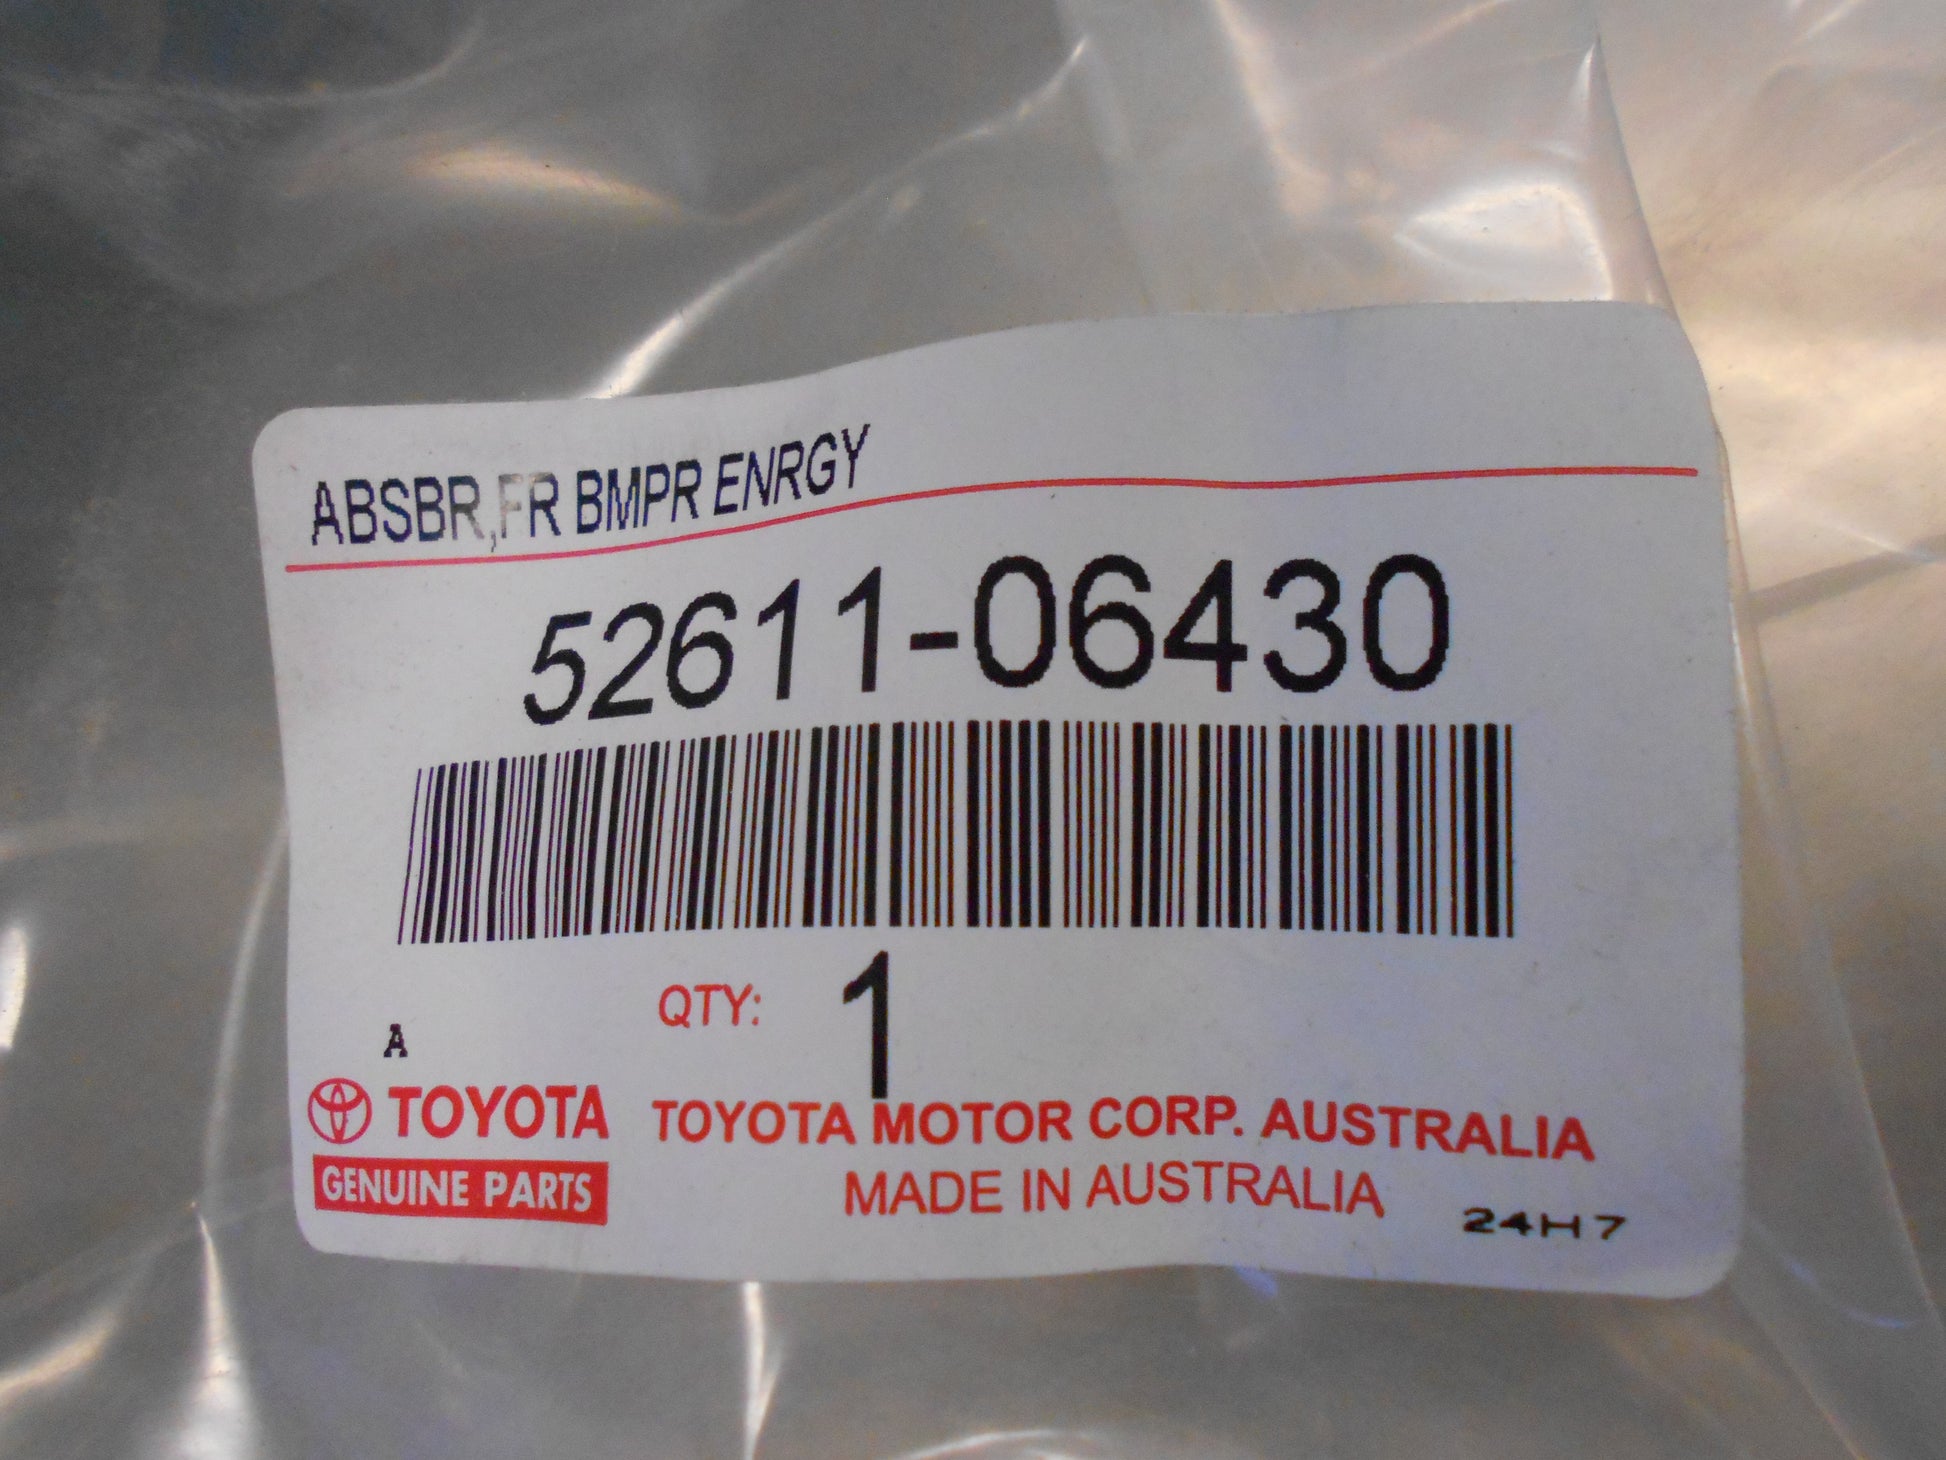 ABSBR,FR BMPR ENRGY
52611-06430
QTY: 1
A
TOYOTA
GENUINE PARTS
TOYOTA MOTOR CORP. AUSTRALIA
MADE IN AUSTRALIA
24H7